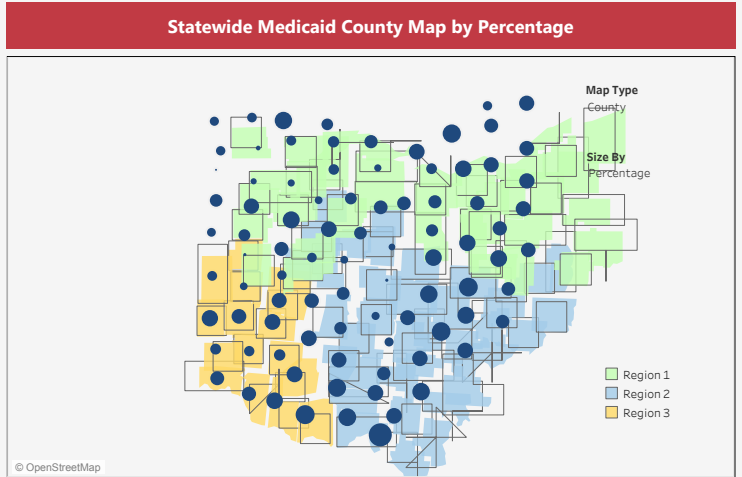 Statewide Medicaid County Map by Percentage
Map Type
County
Size By
Percentage
Region 1
Region 2
Region 3
© OpenStreetMap